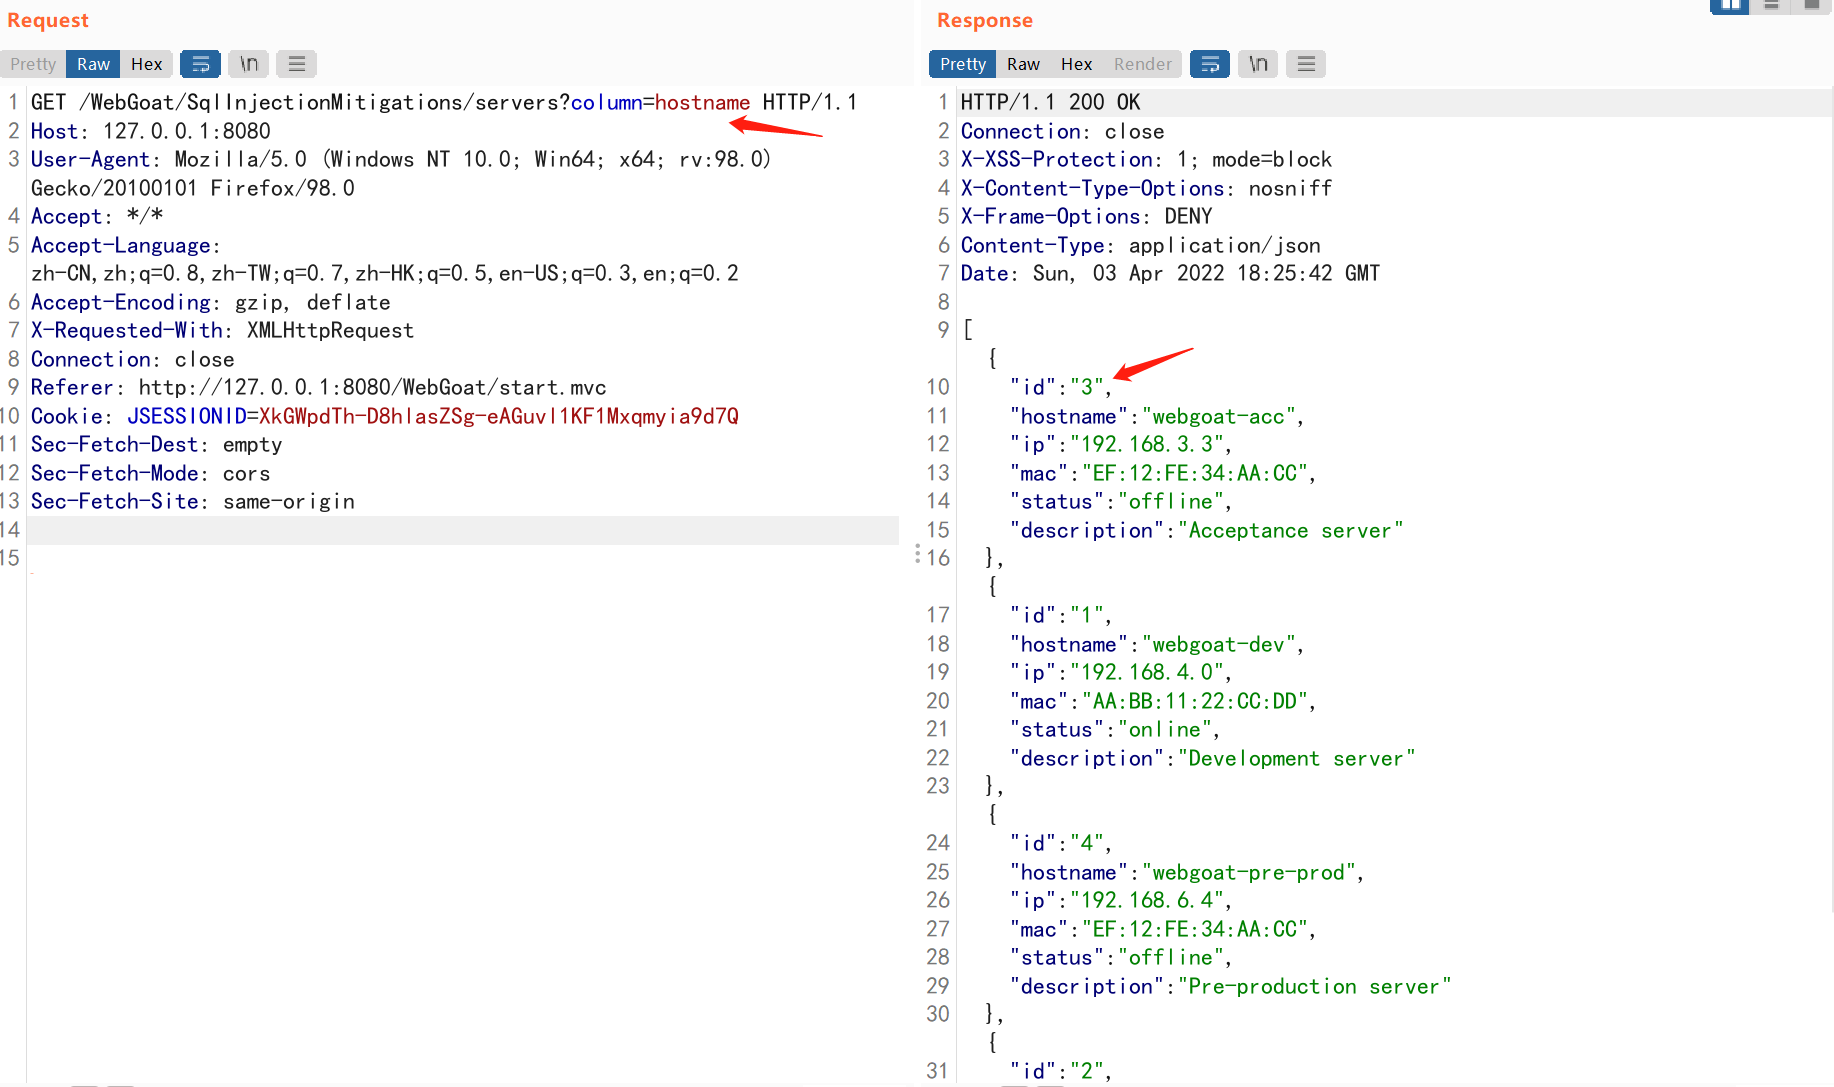 Request
Pretty Raw Hex \n
1 GET /WebGoat/SqlInjectionMitigations/servers?column=hostname HTTP/1.1
2 Host: 127.0.0.1:8080
3 User-Agent: Mozilla/5.0 (Windows NT 10.0; Win64; x64; rv:98.0)
Gecko/20100101 Firefox/98.0
4 Accept: */*
5 Accept-Language:
zh-CN,zh;q=0.8,zh-TW;q=0.7,zh-HK;q=0.5,en-US;q=0.3,en;q=0.2
6 Accept-Encoding: gzip, deflate
7 X-Requested-With: XMLHttpRequest
8 Connection: close
9 Referer: http://127.0.0.1:8080/WebGoat/start.mvc
10 Cookie: JSESSIONID=XkGWpdTh-D8hlasZSg-eAGuvl1KF1Mxqmyia9d7Q
11 Sec-Fetch-Dest: empty
12 Sec-Fetch-Mode: cors
13 Sec-Fetch-Site: same-origin
14
15
Response
Pretty Raw Hex Render \n
1 HTTP/1.1 200 OK
2 Connection: close
3 X-XSS-Protection: 1; mode=block
4 X-Content-Type-Options: nosniff
5 X-Frame-Options: DENY
6 Content-Type: application/json
7 Date: Sun, 03 Apr 2022 18:25:42 GMT
8
9 [
{
10 "id":"3",
11 "hostname":"webgoat-acc",
12 "ip":"192.168.3.3",
13 "mac":"EF:12:FE:34:AA:CC",
14 "status":"offline",
15 "description":"Acceptance server"
16 },
{
17 "id":"1",
18 "hostname":"webgoat-dev",
19 "ip":"192.168.4.0",
20 "mac":"AA:BB:11:22:CC:DD",
21 "status":"online",
22 "description":"Development server"
23 },
{
24 "id":"4",
25 "hostname":"webgoat-pre-prod",
26 "ip":"192.168.6.4",
27 "mac":"EF:12:FE:34:AA:CC",
28 "status":"offline",
29 "description":"Pre-production server"
30 },
{
31 "id":"2",